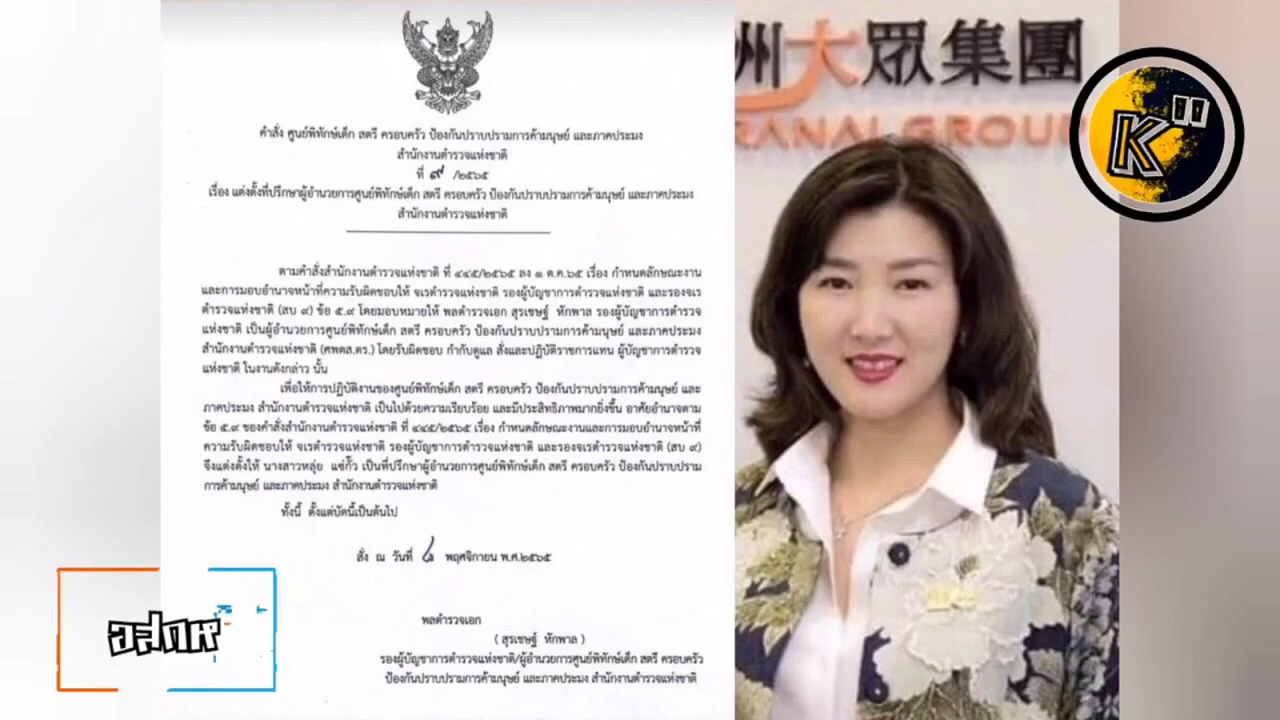 คำสั่ง ศูนย์พิทักษ์เด็ก สตรี ครอบครัว ป้องกันปราบปรามการค้ามนุษย์ และภาคประมง
สำนักงานตำรวจแห่งชาติ
ที่ ๙ /๒๕๖๕
เรื่อง แต่งตั้งที่ปรึกษาผู้อำนวยการศูนย์พิทักษ์เด็ก สตรี ครอบครัว ป้องกันปราบปรามการค้ามนุษย์ และภาคประมง
สำนักงานตำรวจแห่งชาติ
ตามคำสั่งสำนักงานตำรวจแห่งชาติ ที่ ๔๔๕/๒๕๖๕ ลง ๑ ต.ค.๖๕ เรื่อง กำหนดลักษณะงาน
และการมอบอำนาจหน้าที่ความรับผิดชอบให้ จเรตำรวจแห่งชาติ รองผู้บัญชาการตำรวจแห่งชาติ และรองจเร
ตำรวจแห่งชาติ (สบ ๙) ข้อ ๕.๙ โดยมอบหมายให้ พลตำรวจเอก สุรเชษฐ์ หักพาล รองผู้บัญชาการตำรวจ
แห่งชาติ เป็นผู้อำนวยการศูนย์พิทักษ์เด็ก สตรี ครอบครัว ป้องกันปราบปรามการค้ามนุษย์ และภาคประมง
สำนักงานตำรวจแห่งชาติ (ศพดส.ตร.) โดยรับผิดชอบ กำกับดูแล สั่งและปฏิบัติราชการแทน ผู้บัญชาการตำรวจ
แห่งชาติ ในงานดังกล่าว นั้น
เพื่อให้การปฏิบัติงานของศูนย์พิทักษ์เด็ก สตรี ครอบครัว ป้องกันปราบปรามการค้ามนุษย์ และ
ภาคประมง สำนักงานตำรวจแห่งชาติ เป็นไปด้วยความเรียบร้อย และมีประสิทธิภาพมากยิ่งขึ้น อาศัยอำนาจตาม
ข้อ ๕.๙ ของคำสั่งสำนักงานตำรวจแห่งชาติ ที่ ๔๔๕/๒๕๖๕ เรื่อง กำหนดลักษณะงานและการมอบอำนาจหน้าที่
ความรับผิดชอบให้ จเรตำรวจแห่งชาติ รองผู้บัญชาการตำรวจแห่งชาติ และรองจเรตำรวจแห่งชาติ (สบ ๙)
จึงแต่งตั้งให้ นางสาวหลุ่ย แซ่กั๊ว เป็นที่ปรึกษาผู้อำนวยการศูนย์พิทักษ์เด็ก สตรี ครอบครัว ป้องกันปราบปราม
การค้ามนุษย์ และภาคประมง สำนักงานตำรวจแห่งชาติ
ทั้งนี้ ตั้งแต่บัดนี้เป็นต้นไป
สั่ง ณ วันที่ ๘ พฤศจิกายน พ.ศ.๒๕๖๕
พลตำรวจเอก
( สุรเชษฐ์ หักพาล )
รองผู้บัญชาการตำรวจแห่งชาติ/ผู้อำนวยการศูนย์พิทักษ์เด็ก สตรี ครอบครัว
ป้องกันปราบปรามการค้ามนุษย์ และภาคประมง สำนักงานตำรวจแห่งชาติ
州大眾集團
RANAI GROUP
K"
อสกห